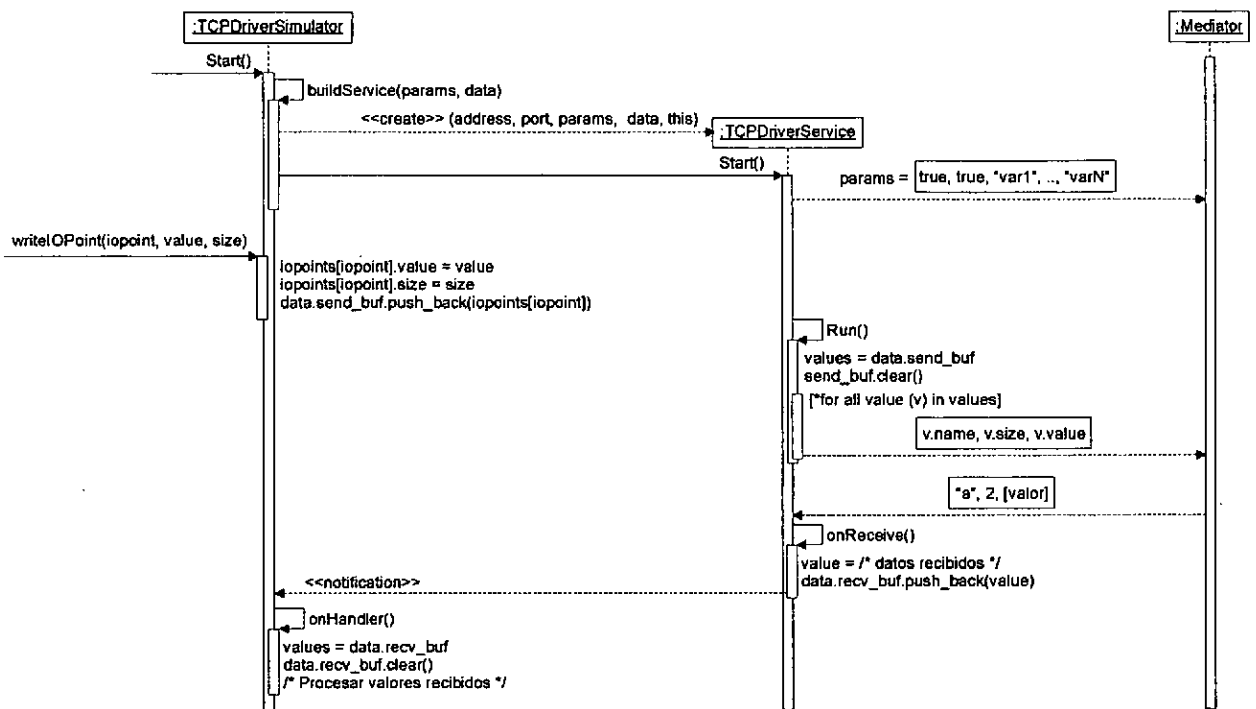 :TCPDriverSimulator
:Mediator
Start()
buildService(params, data)
<<create>> (address, port, params, data, this)
:TCPDriverService
Start()
params = true, true, "var1", .., "varN"
writeIOPoint(iopoint, value, size)
iopoints[iopoint].value = value
iopoints[iopoint].size = size
data.send_buf.push_back(iopoints[iopoint])
Run()
values = data.send_buf
send_buf.clear()
[*for all value (v) in values]
v.name, v.size, v.value
"a", 2, [valor]
onReceive()
value = /* datos recibidos */
data.recv_buf.push_back(value)
<<notification>>
onHandler()
values = data.recv_buf
data.recv_buf.clear()
/* Procesar valores recibidos */